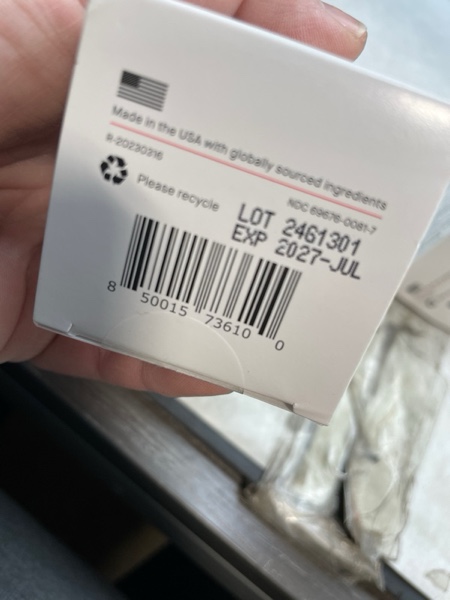 Made in the USA with globally sourced ingredients
R-20230316
NDC 69676-0081-7
Please recycle
LOT 2461301
EXP 2027-JUL
8 50015 73610 0